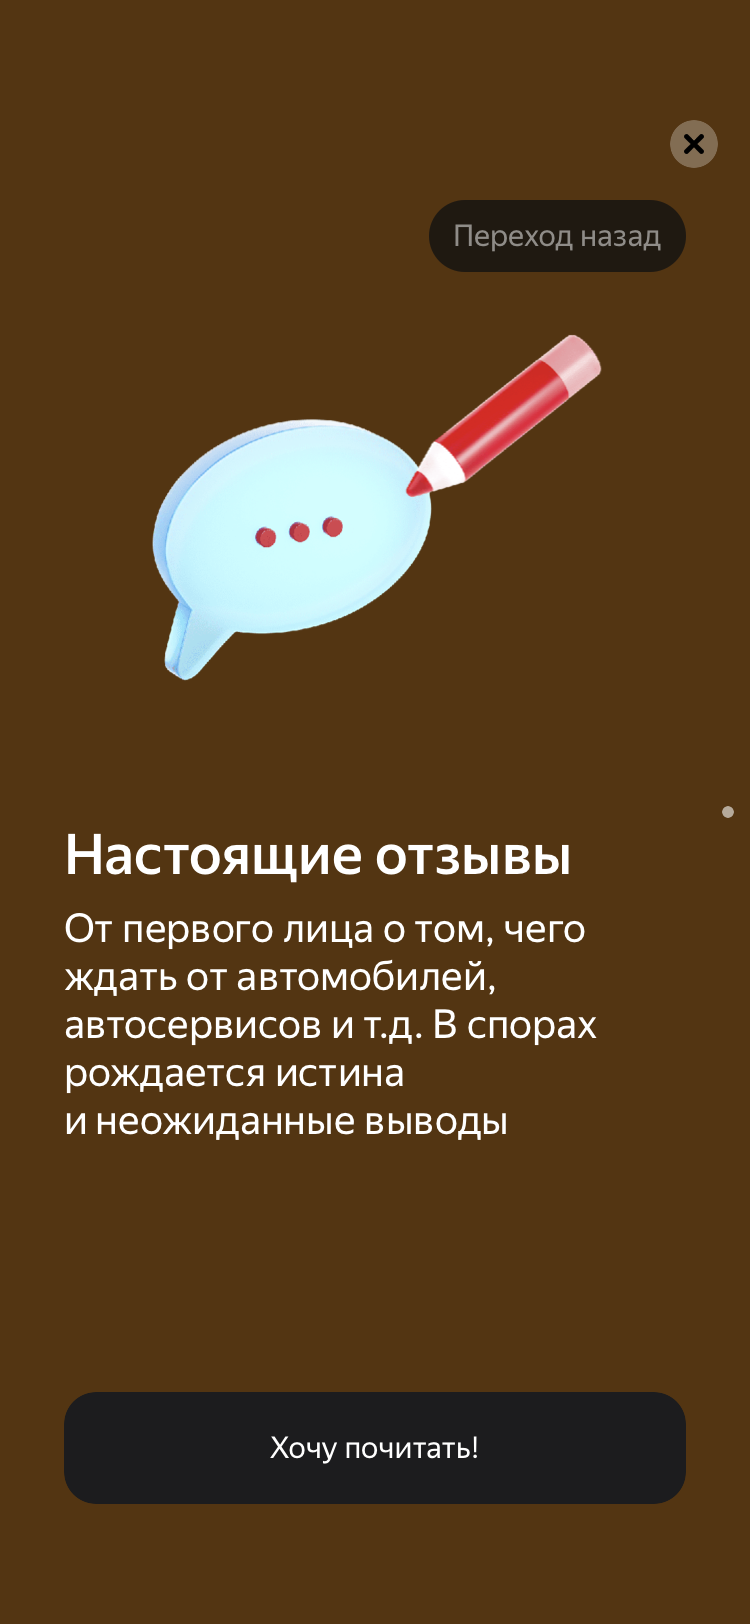 Переход назад
Настоящие отзывы
От первого лица о том, чего
ждать от автомобилей,
автосервисов и т.д. В спорах
рождается истина
и неожиданные выводы
Хочу почитать!